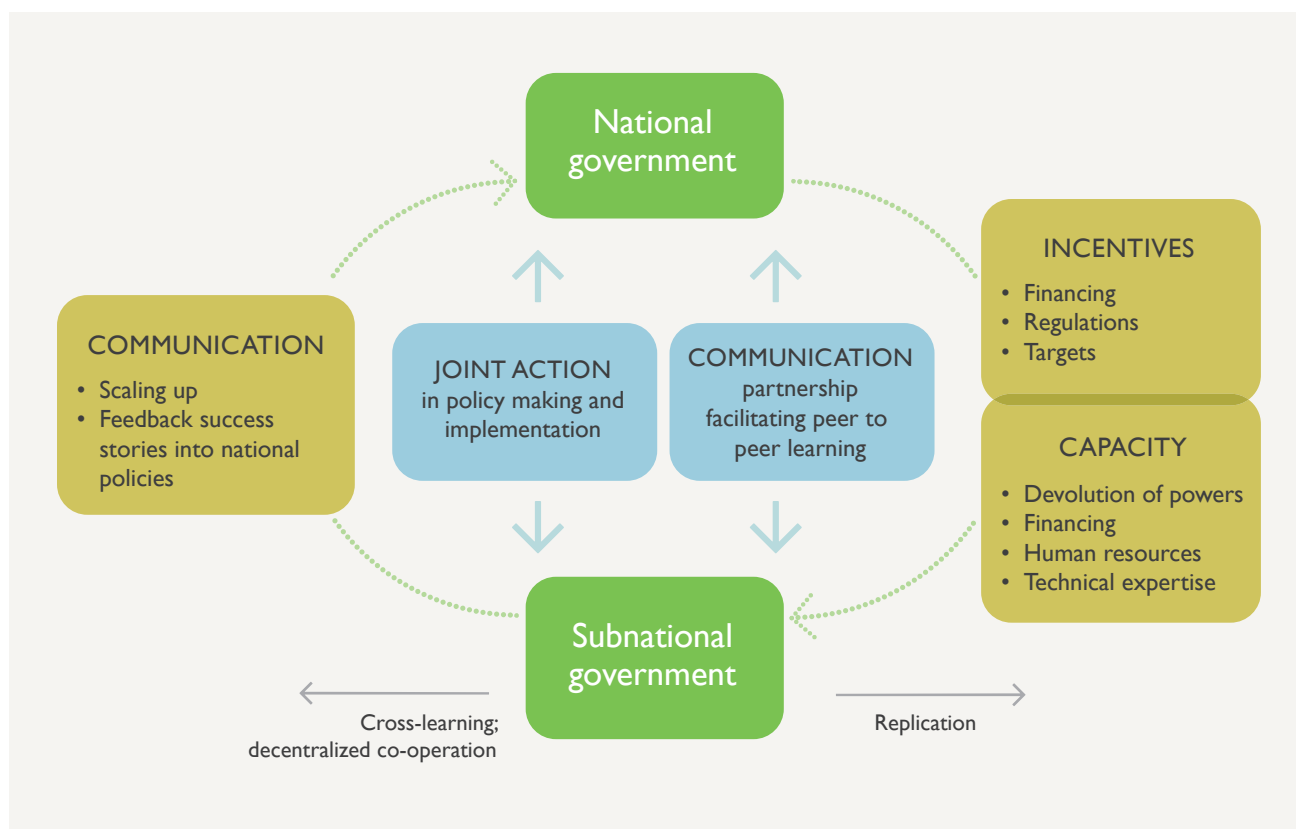 National
government
INCENTIVES
• Financing
• Regulations
• Targets
COMMUNICATION
• Scaling up
• Feedback success
stories into national
policies
JOINT ACTION
in policy making and
implementation
COMMUNICATION
partnership
facilitating peer to
peer learning
CAPACITY
• Devolution of powers
• Financing
• Human resources
• Technical expertise
Subnational
government
Cross-learning;
decentralized co-operation
Replication